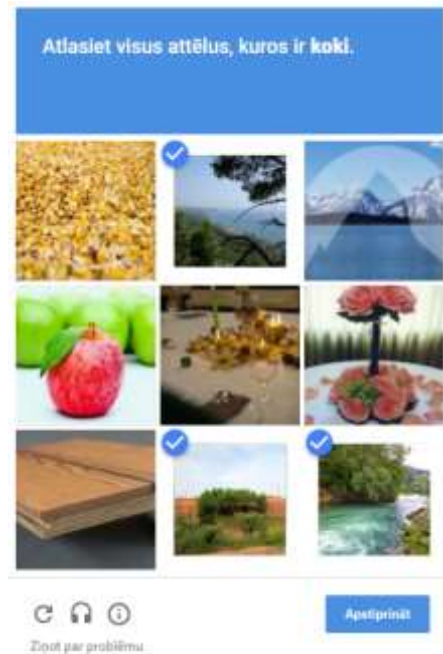 Atlasiet visus attēlus, kuros ir koki.
Apstiprināt
Ziņot par problēmu